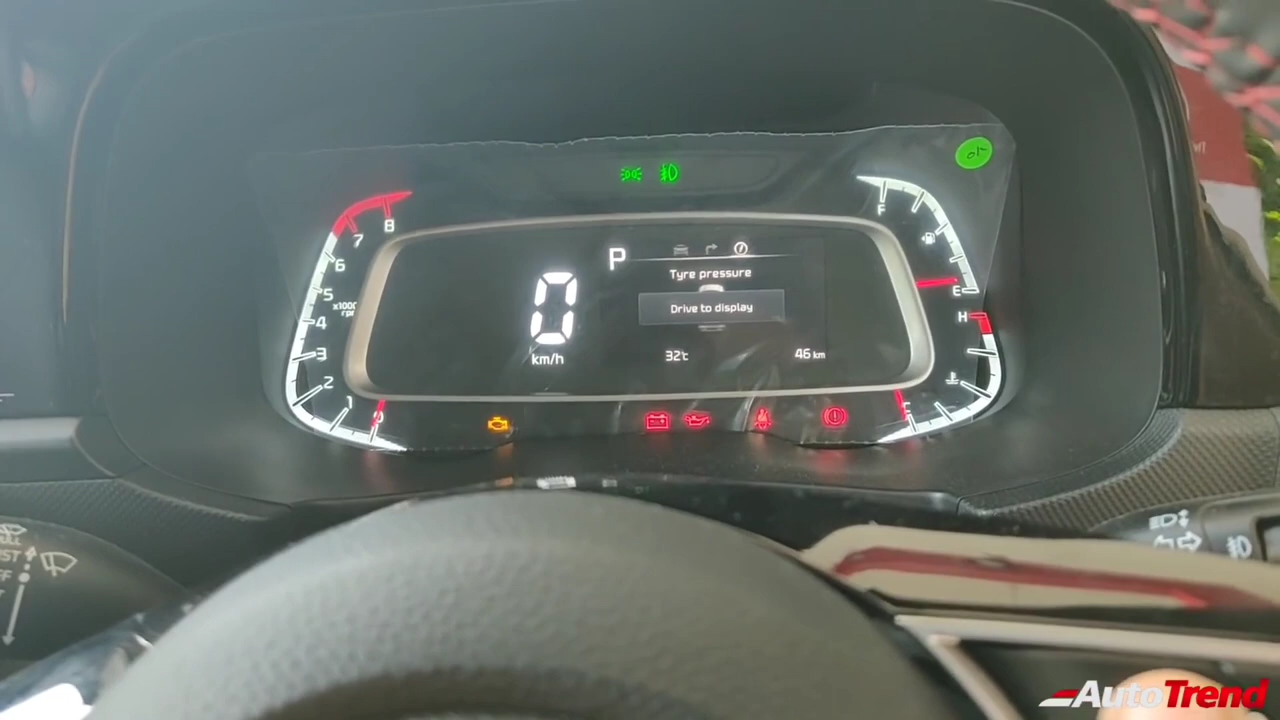 8
7
6
5
x1000
rpm
4
3
2
1
0
P
Tyre pressure
Drive to display
0
km/h
32℃
46 km
F
E
H
C
ok
AutoTrend